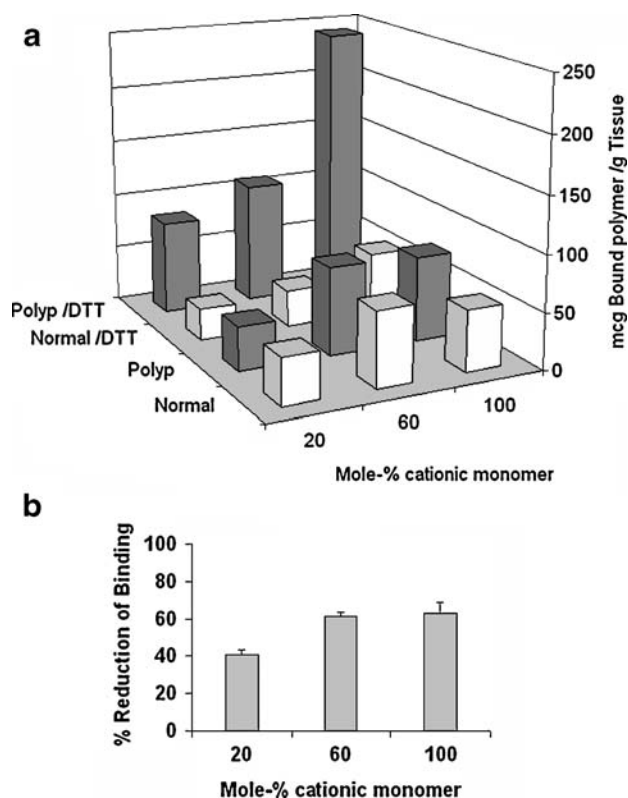 a
250
200
150
100
50
0
mcg Bound polymer /g Tissue
Polyp /DTT
Normal /DTT
Polyp
Normal
20
60
100
Mole-% cationic monomer
b
% Reduction of Binding
100
80
60
40
20
0
20 60 100
Mole-% cationic monomer